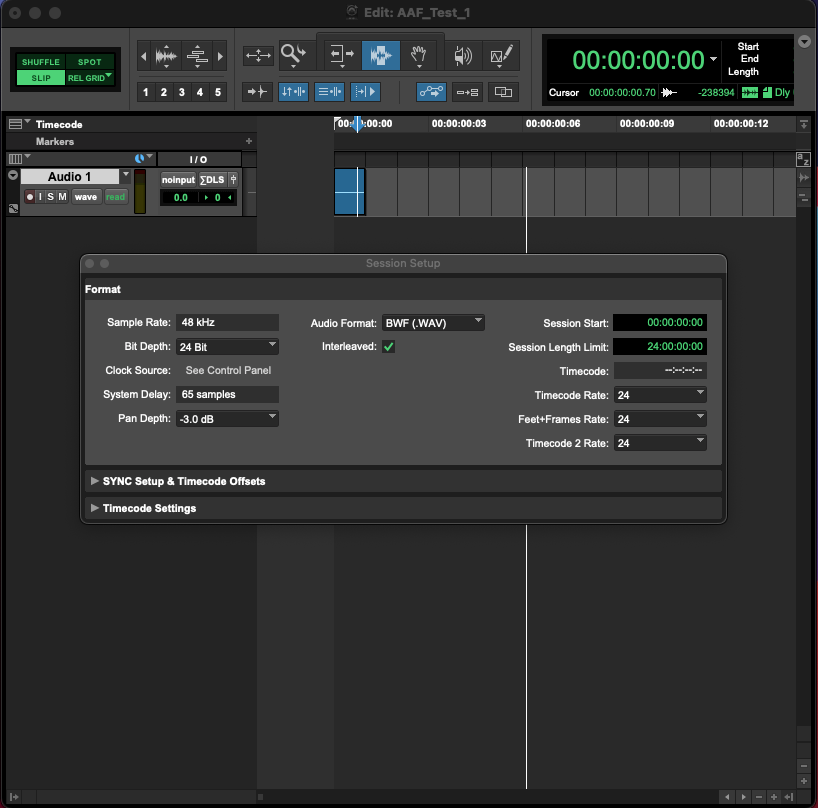 Edit: AAF_Test_1
SHUFFLE SPOT
SLIP REL GRID
1 2 3 4 5
00:00:00:00
Start
End
Length
Cursor 00:00:00:00.70 -238394 Dly
Timecode
00:00:00:03 00:00:00:06 00:00:00:09 00:00:00:12
Markers
I / O
a z
Audio 1
noInput ∑DLS
I S M wave read
0.0 0
Session Setup
Format
Sample Rate: 48 kHz
Bit Depth: 24 Bit
Clock Source: See Control Panel
System Delay: 65 samples
Pan Depth: -3.0 dB
Audio Format: BWF (.WAV)
Interleaved:
Session Start: 00:00:00:00
Session Length Limit: 24:00:00:00
Timecode: --:--:--:--
Timecode Rate: 24
Feet+Frames Rate: 24
Timecode 2 Rate: 24
SYNC Setup & Timecode Offsets
Timecode Settings